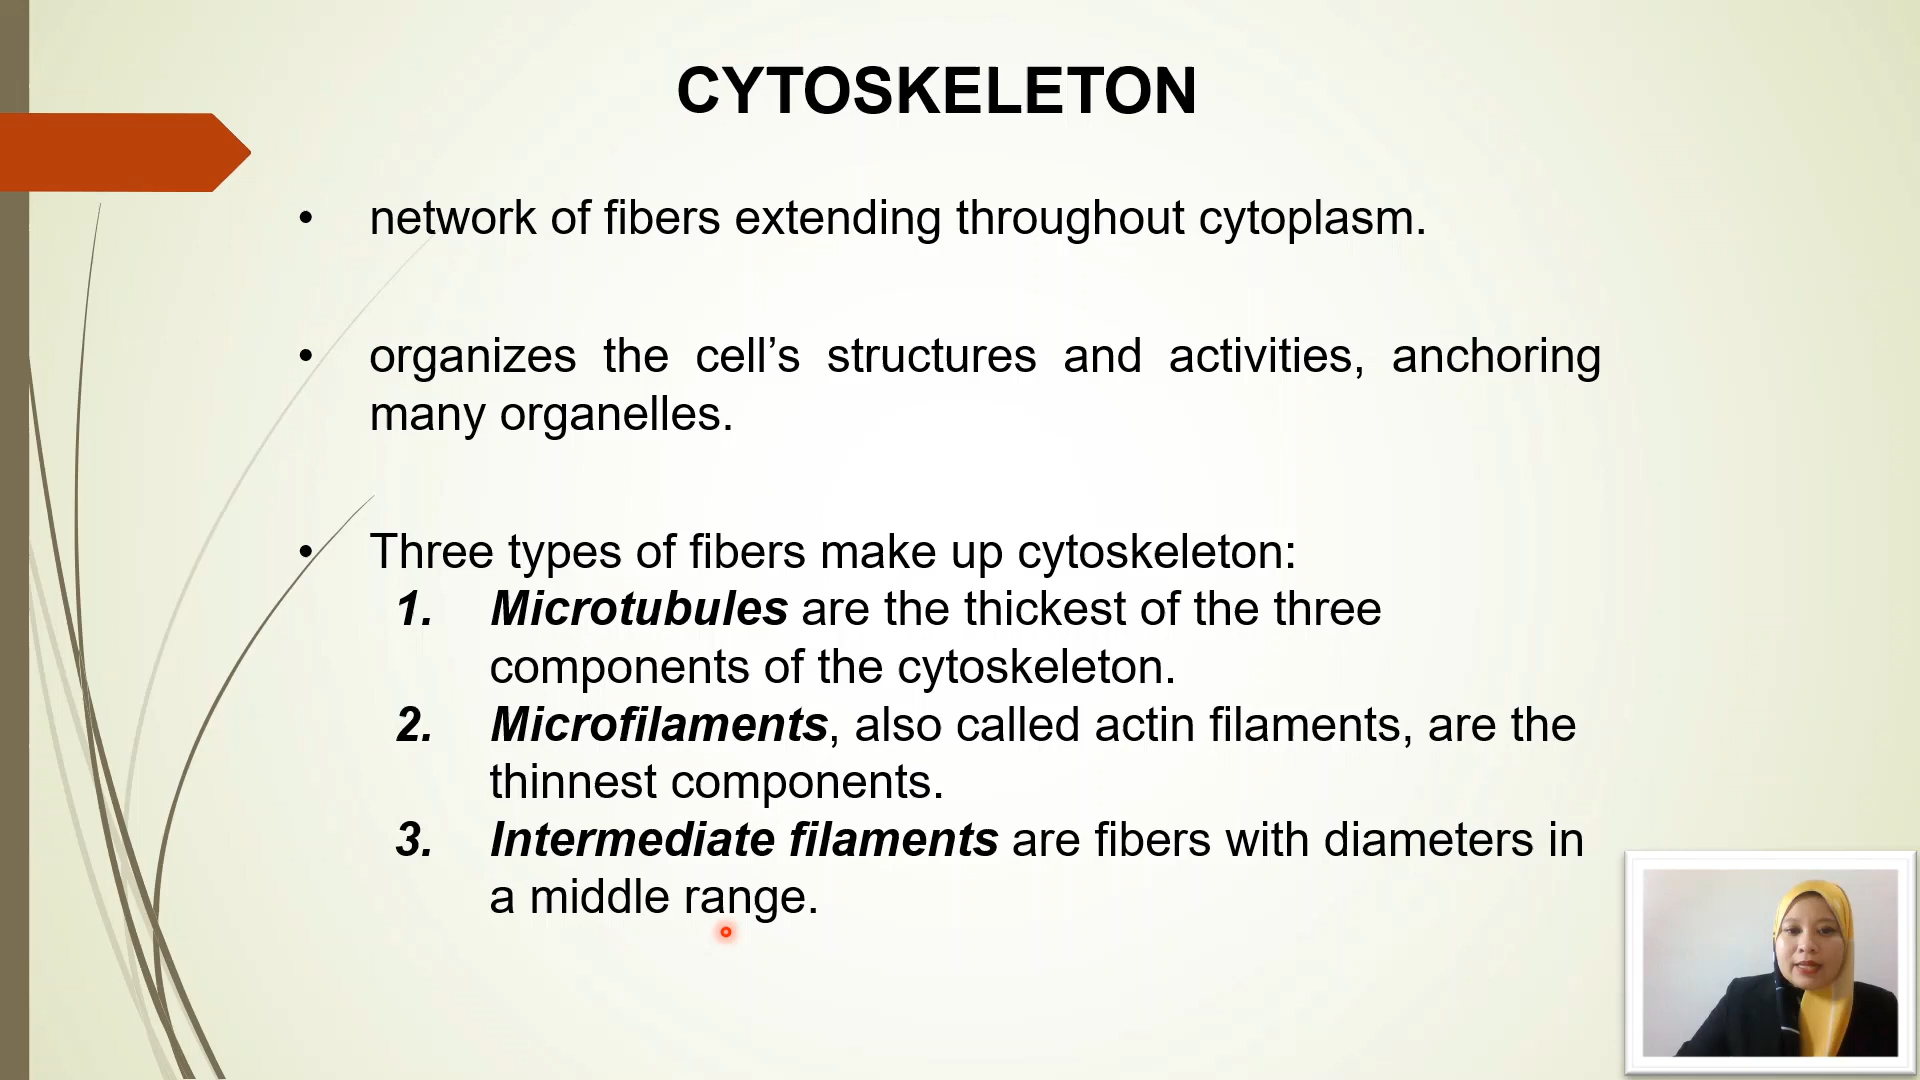 CYTOSKELETON
• network of fibers extending throughout cytoplasm.
• organizes the cell’s structures and activities, anchoring
many organelles.
• Three types of fibers make up cytoskeleton:
1. Microtubules are the thickest of the three
components of the cytoskeleton.
2. Microfilaments, also called actin filaments, are the
thinnest components.
3. Intermediate filaments are fibers with diameters in
a middle range.